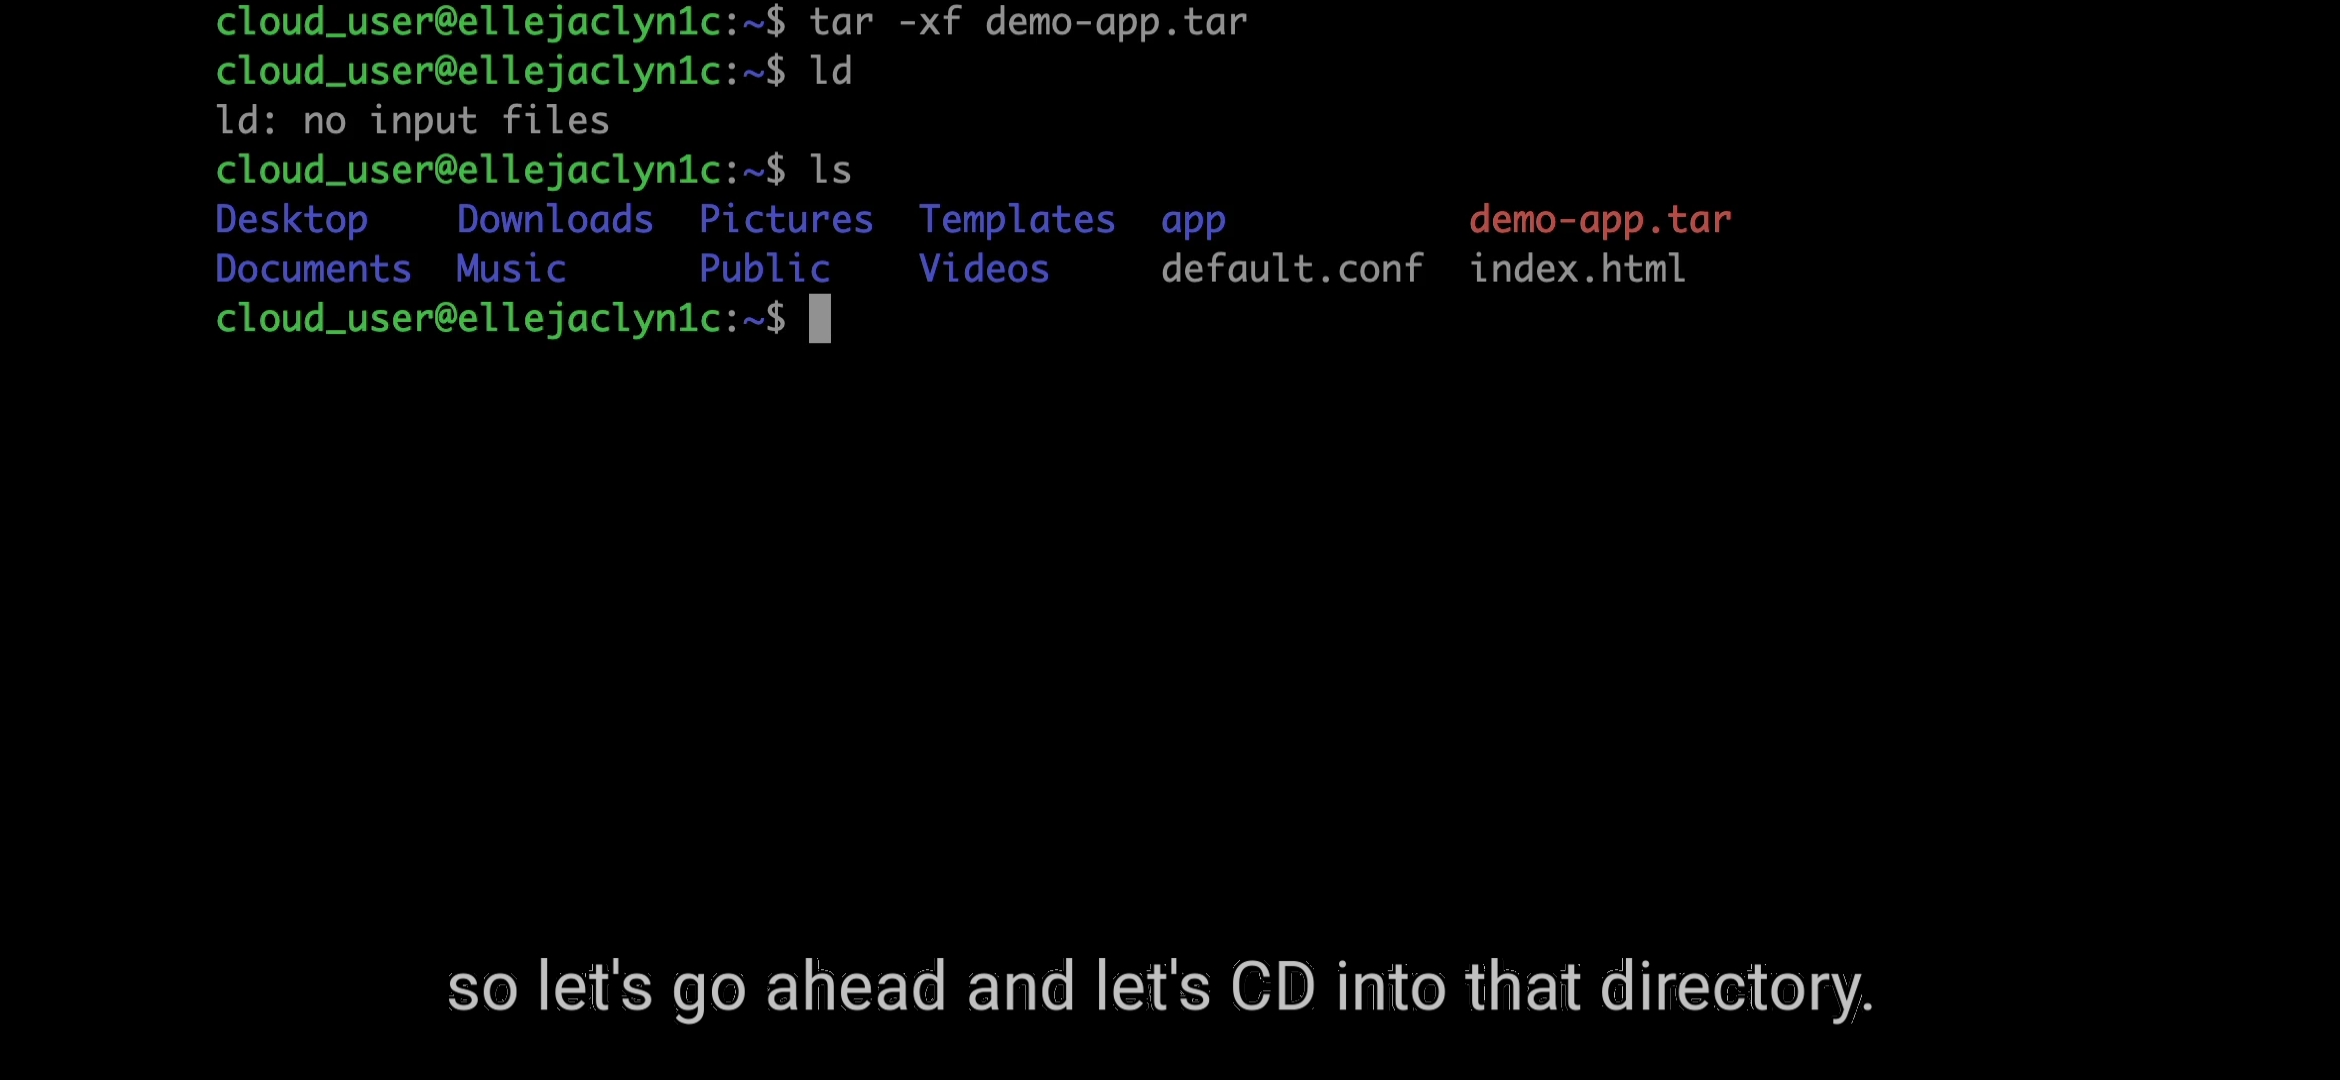 cloud_user@ellejaclyn1c:~$ tar -xf demo-app.tar
cloud_user@ellejaclyn1c:~$ ld
ld: no input files
cloud_user@ellejaclyn1c:~$ ls
Desktop    Downloads  Pictures  Templates  app           demo-app.tar
Documents  Music      Public    Videos     default.conf  index.html
cloud_user@ellejaclyn1c:~$
so let's go ahead and let's CD into that directory.